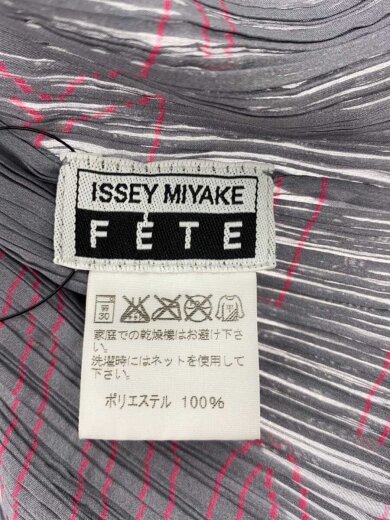 ISSEY MIYAKE
FÊTE
弱
30
家庭での乾燥機はお避け下さ
い。
洗濯時にはネットを使用して下
さい。
ポリエステル 100%